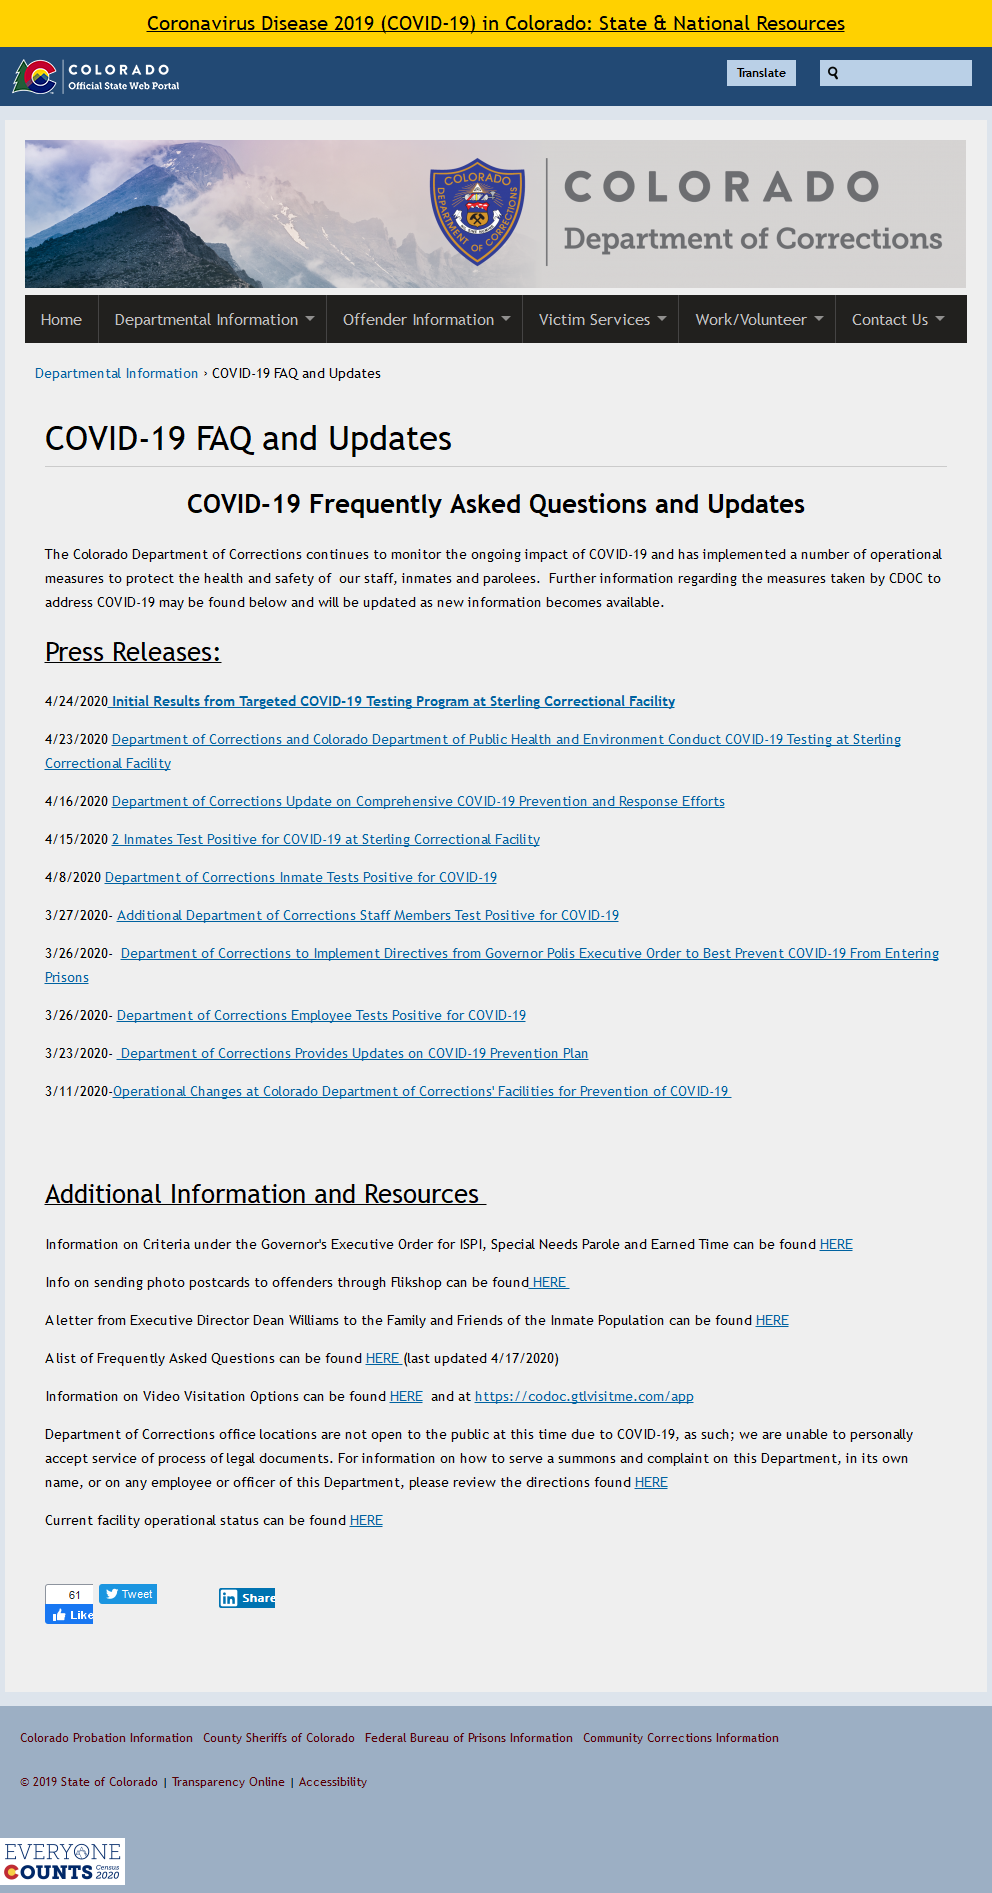 Coronavirus Disease 2019 (COVID-19) in Colorado: State & National Resources
COLORADO
Official State Web Portal
Translate
COLORADO
DEPARTMENT OF CORRECTIONS
COLORADO
Department of Corrections
Home
Departmental Information
Offender Information
Victim Services
Work/Volunteer
Contact Us
Departmental Information › COVID-19 FAQ and Updates
COVID-19 FAQ and Updates
COVID-19 Frequently Asked Questions and Updates
The Colorado Department of Corrections continues to monitor the ongoing impact of COVID-19 and has implemented a number of operational
measures to protect the health and safety of  our staff, inmates and parolees.  Further information regarding the measures taken by CDOC to
address COVID-19 may be found below and will be updated as new information becomes available.
Press Releases:
4/24/2020 Initial Results from Targeted COVID-19 Testing Program at Sterling Correctional Facility
4/23/2020 Department of Corrections and Colorado Department of Public Health and Environment Conduct COVID-19 Testing at Sterling
Correctional Facility
4/16/2020 Department of Corrections Update on Comprehensive COVID-19 Prevention and Response Efforts
4/15/2020 2 Inmates Test Positive for COVID-19 at Sterling Correctional Facility
4/8/2020 Department of Corrections Inmate Tests Positive for COVID-19
3/27/2020- Additional Department of Corrections Staff Members Test Positive for COVID-19
3/26/2020-  Department of Corrections to Implement Directives from Governor Polis Executive Order to Best Prevent COVID-19 From Entering
Prisons
3/26/2020- Department of Corrections Employee Tests Positive for COVID-19
3/23/2020-  Department of Corrections Provides Updates on COVID-19 Prevention Plan
3/11/2020-Operational Changes at Colorado Department of Corrections' Facilities for Prevention of COVID-19
Additional Information and Resources
Information on Criteria under the Governor's Executive Order for ISPI, Special Needs Parole and Earned Time can be found HERE
Info on sending photo postcards to offenders through Flikshop can be found HERE
A letter from Executive Director Dean Williams to the Family and Friends of the Inmate Population can be found HERE
A list of Frequently Asked Questions can be found HERE (last updated 4/17/2020)
Information on Video Visitation Options can be found HERE  and at https://codoc.gtlvisitme.com/app
Department of Corrections office locations are not open to the public at this time due to COVID-19, as such; we are unable to personally
accept service of process of legal documents. For information on how to serve a summons and complaint on this Department, in its own
name, or on any employee or officer of this Department, please review the directions found HERE
Current facility operational status can be found HERE
61
Like
Tweet
in Share
Colorado Probation Information
County Sheriffs of Colorado
Federal Bureau of Prisons Information
Community Corrections Information
© 2019 State of Colorado | Transparency Online | Accessibility
EVERYONE
COUNTS Census 2020